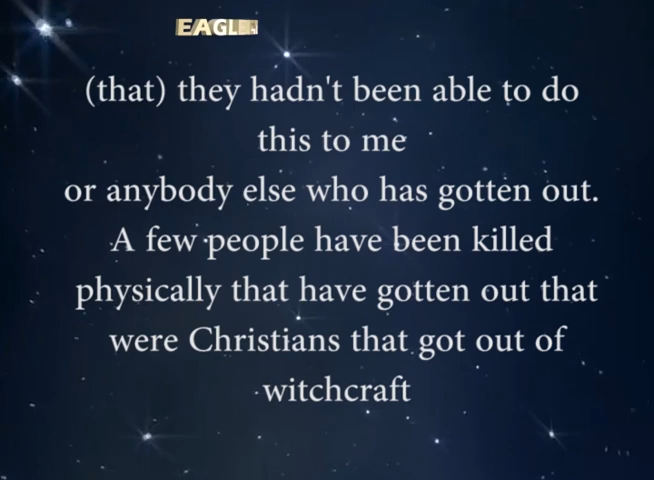 EAGL
(that) they hadn't been able to do
this to me
or anybody else who has gotten out.
A few people have been killed
physically that have gotten out that
were Christians that got out of
witchcraft